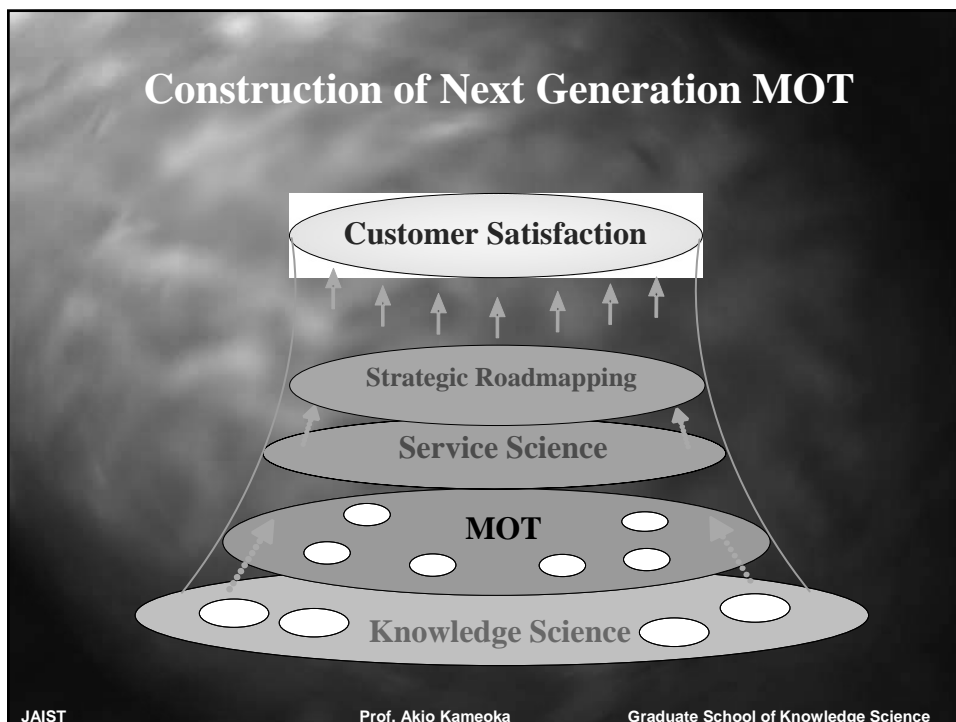 Construction of Next Generation MOT
Customer Satisfaction
Strategic Roadmapping
Service Science
MOT
Knowledge Science
JAIST Prof. Akio Kameoka Graduate School of Knowledge Science